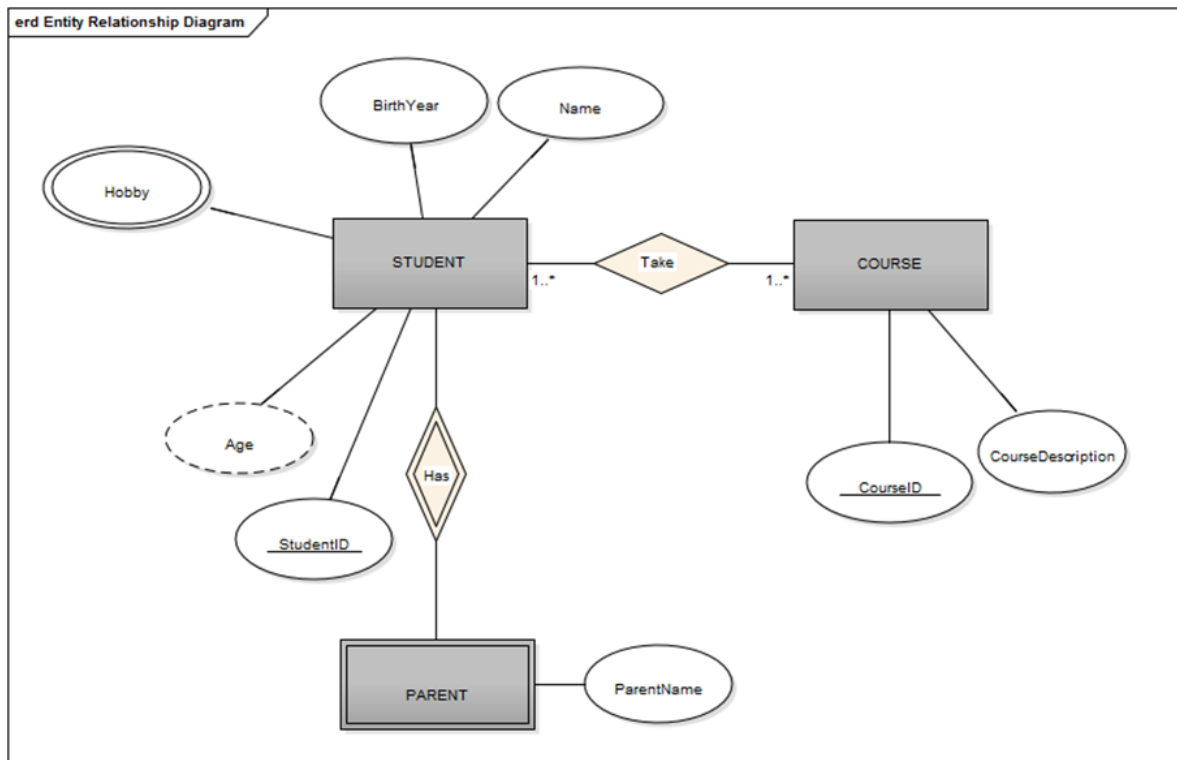 erd Entity Relationship Diagram
BirthYear
Name
Hobby
STUDENT
Take
COURSE
1..*
1..*
Age
Has
CourseDescription
CourseID
StudentID
PARENT
ParentName